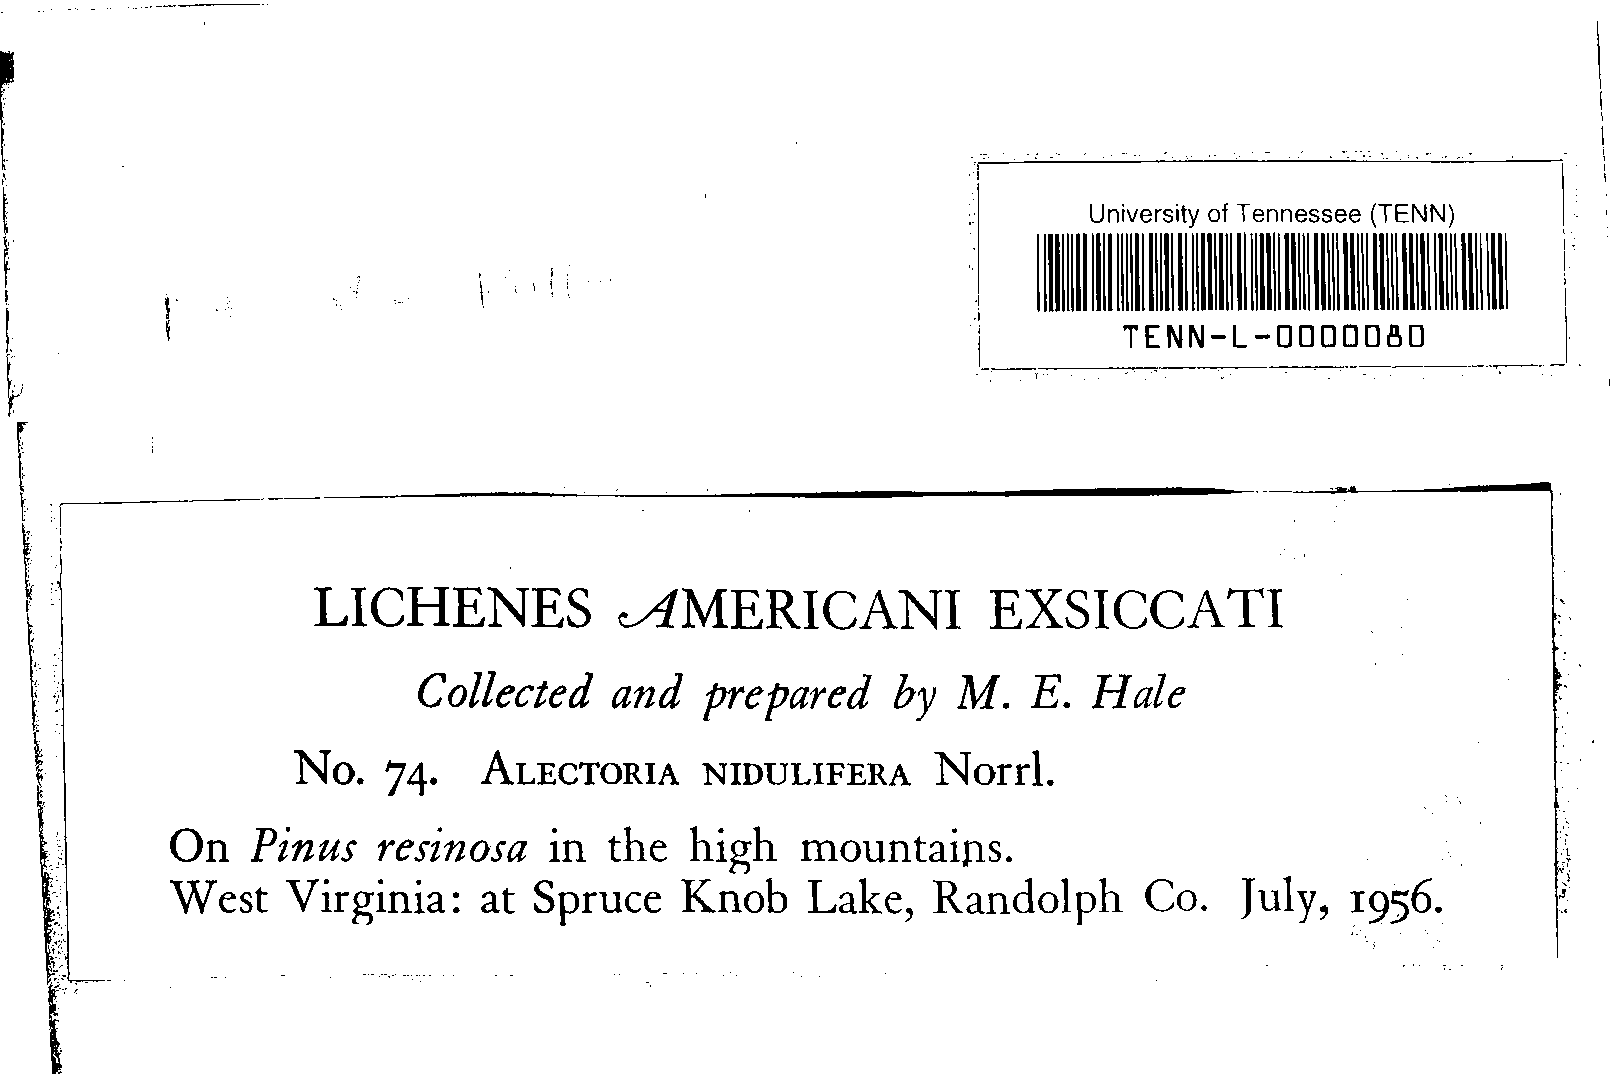 University of Tennessee (TENN)
TENN-L-0000080
LICHENES AMERICANI EXSICCATI
Collected and prepared by M. E. Hale
No. 74. ALECTORIA NIDULIFERA Norrl.
On Pinus resinosa in the high mountains.
West Virginia: at Spruce Knob Lake, Randolph Co. July, 1956.